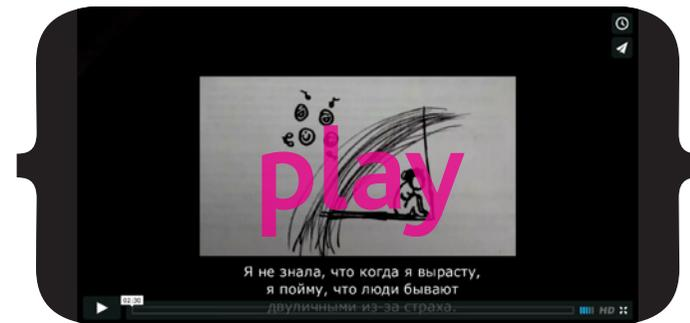 play
Я не знала, что когда я вырасту,
я пойму, что люди бывают
двуличными из-за страха.
02:30
HD